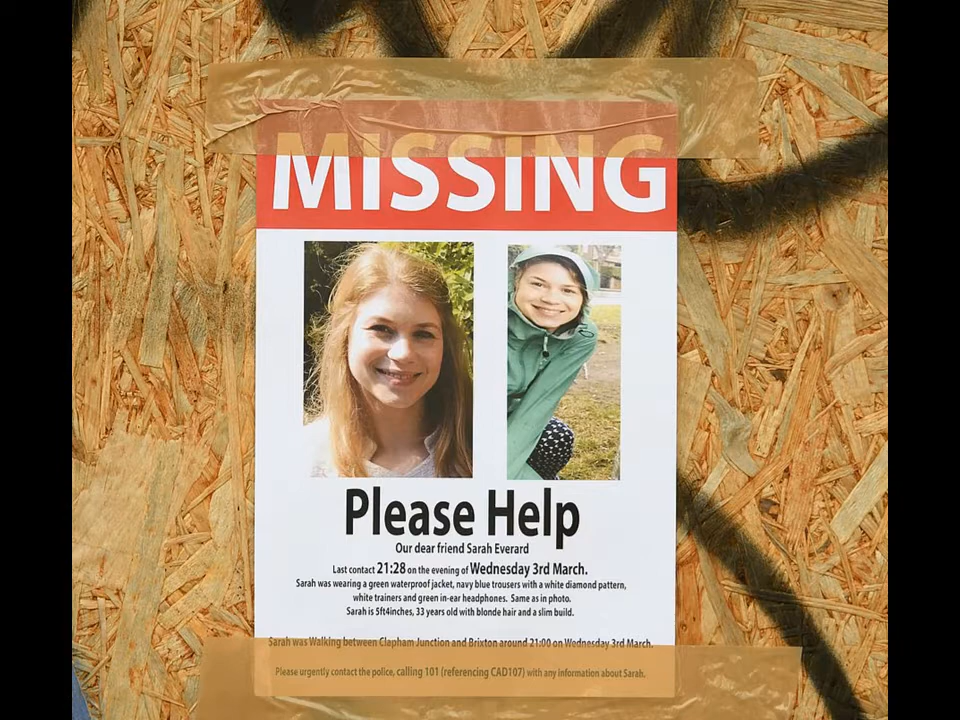 MISSING
Please Help
Our dear friend Sarah Everard
Last contact 21:28 on the evening of Wednesday 3rd March.
Sarah was wearing a green waterproof jacket, navy blue trousers with a white diamond pattern,
white trainers and green in-ear headphones. Same as in photo.
Sarah is 5ft4inches, 33 years old with blonde hair and a slim build.
Sarah was Walking between Clapham Junction and Brixton around 21:00 on Wednesday 3rd March.
Please urgently contact the police, calling 101 (referencing CAD107) with any information about Sarah.